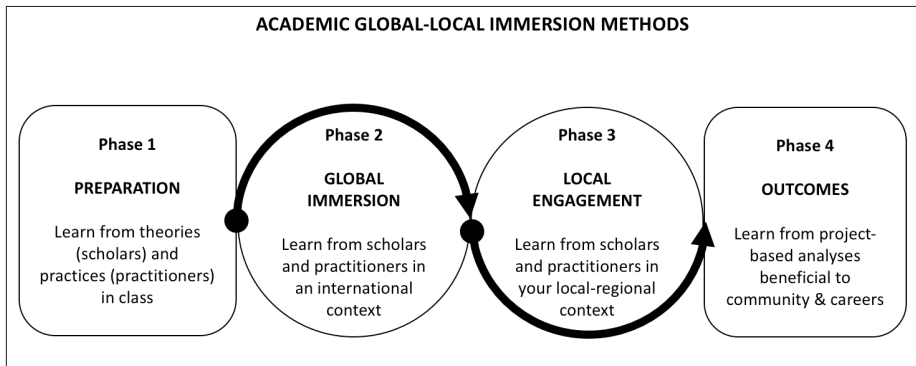 ACADEMIC GLOBAL-LOCAL IMMERSION METHODS
Phase 1
PREPARATION
Learn from theories
(scholars) and
practices (practitioners)
in class
Phase 2
GLOBAL
IMMERSION
Learn from scholars
and practitioners in
an international
context
Phase 3
LOCAL
ENGAGEMENT
Learn from scholars
and practitioners in
your local-regional
context
Phase 4
OUTCOMES
Learn from project-
based analyses
beneficial to
community & careers